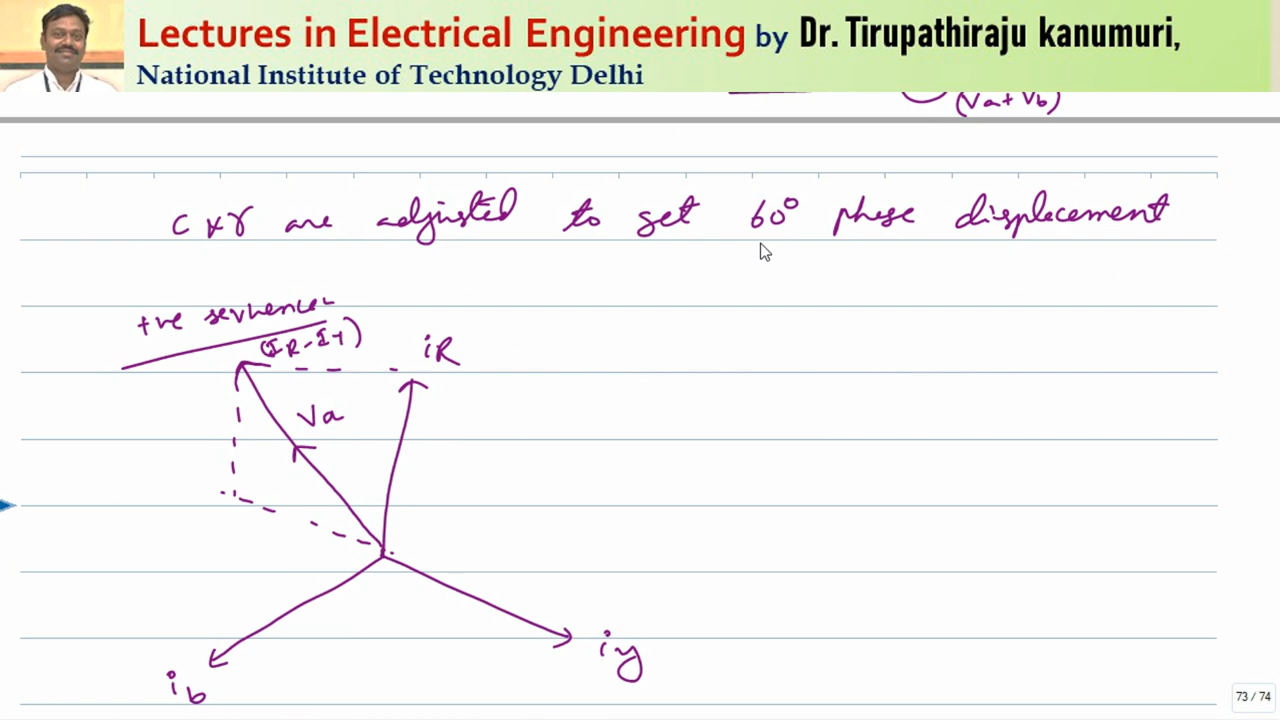 Lectures in Electrical Engineering by Dr. Tirupathiraju kanumuri,
National Institute of Technology Delhi
(Va+Vb)
C & r are adjusted to get 60° phase displacement
+ve sequence
(IR-IY)
iR
Va
iy
ib
73 / 74